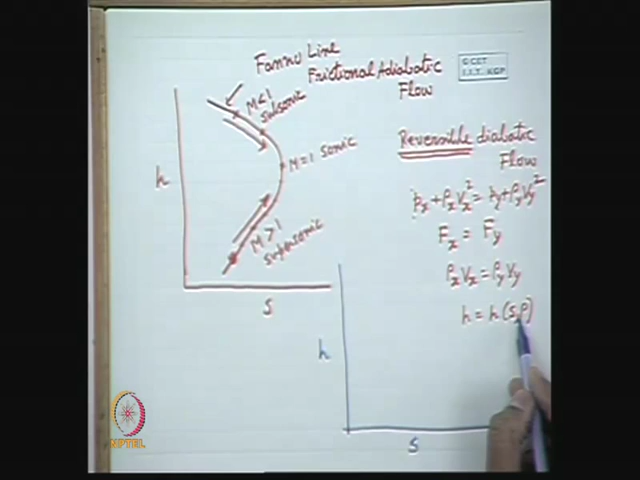 Fanno Line
Frictional Adiabatic
Flow
M<1
subsonic
M=1 sonic
M>1
supersonic
h
s
GCET
I.I.T. KGP
Reversible diabatic
Flow
px + ρxVx² = py + ρyVy²
Fx = Fy
ρxVx = ρyVy
h = h(s,ρ)
h
s
NPTEL